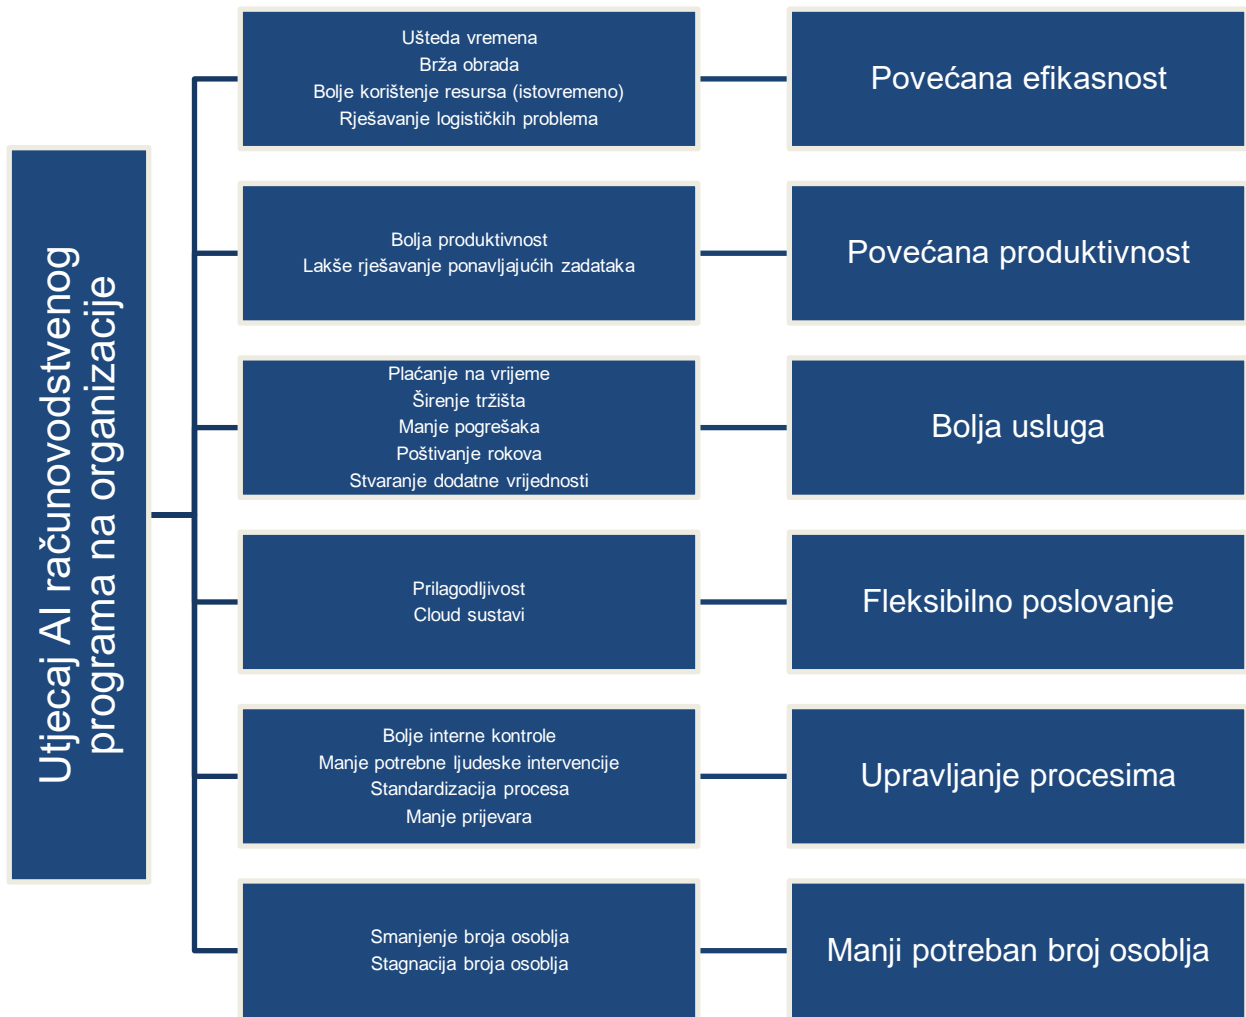 Utjecaj AI računovodstvenog
programa na organizacije
Ušteda vremena
Brža obrada
Bolje korištenje resursa (istovremeno)
Rješavanje logističkih problema
Povećana efikasnost
Bolja produktivnost
Lakše rješavanje ponavljajućih zadataka
Povećana produktivnost
Plaćanje na vrijeme
Širenje tržišta
Manje pogrešaka
Poštivanje rokova
Stvaranje dodatne vrijednosti
Bolja usluga
Prilagodljivost
Cloud sustavi
Fleksibilno poslovanje
Bolje interne kontrole
Manje potrebne ljudeske intervencije
Standardizacija procesa
Manje prijevara
Upravljanje procesima
Smanjenje broja osoblja
Stagnacija broja osoblja
Manji potreban broj osoblja